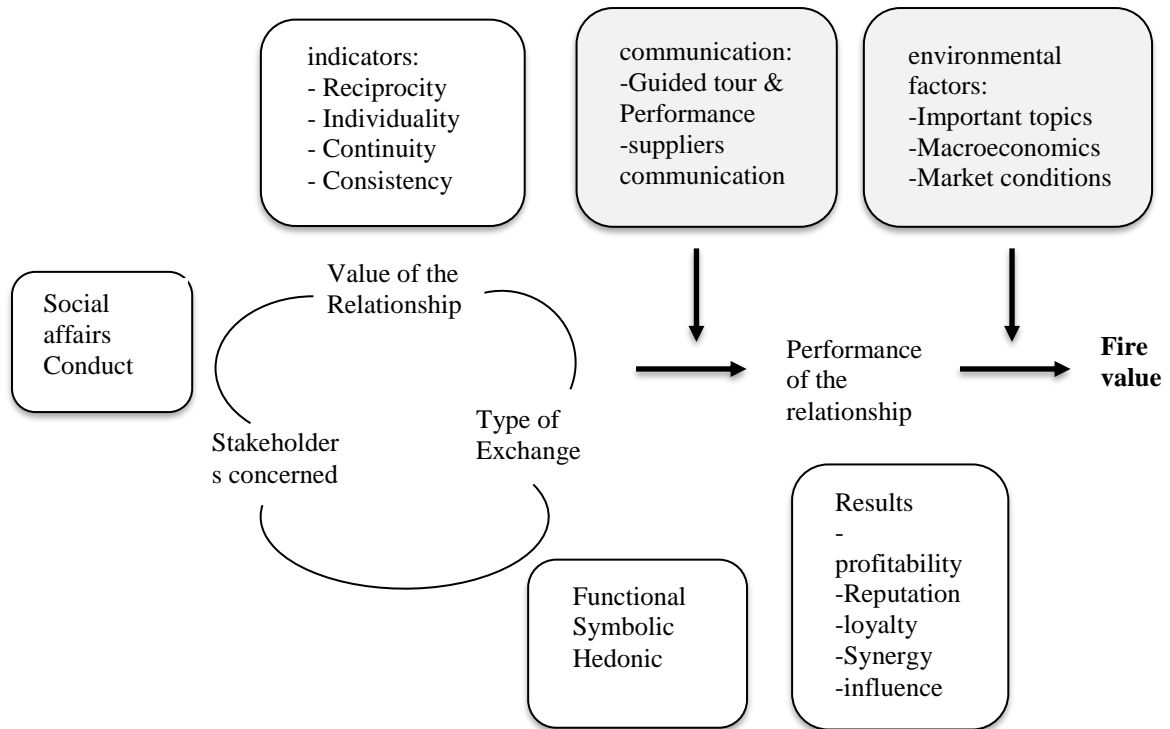 indicators:
- Reciprocity
- Individuality
- Continuity
- Consistency
communication:
-Guided tour &
Performance
-suppliers
communication
environmental
factors:
-Important topics
-Macroeconomics
-Market conditions
Social
affairs
Conduct
Value of the
Relationship
Stakeholder
s concerned
Type of
Exchange
Performance
of the
relationship
Fire
value
Functional
Symbolic
Hedonic
Results
-
profitability
-Reputation
-loyalty
-Synergy
-influence